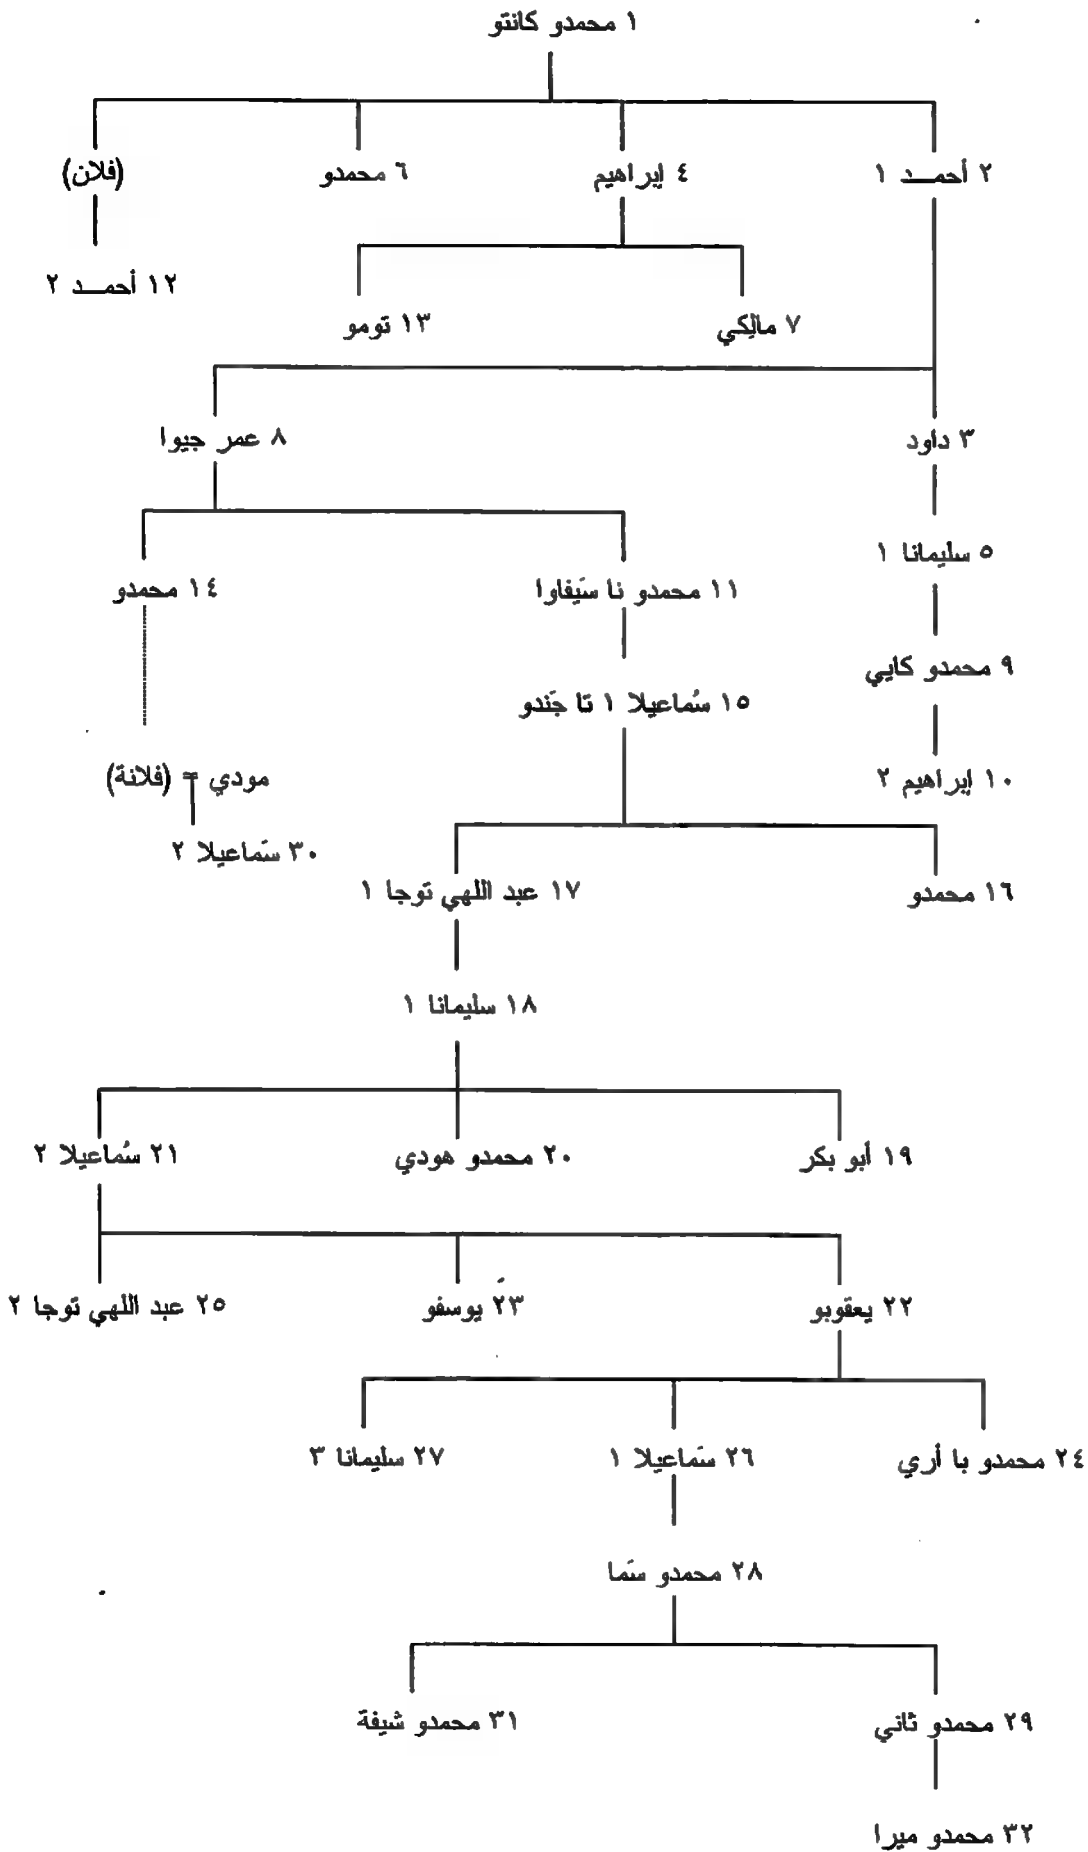 ١ محمدو كانتو
٢ أحمــد ١
٤ إبراهيم
٦ محمدو
(فلان)
١٢ أحمــد ٢
٧ مالِكي
١٣ تومو
٣ داود
٨ عمر جيوا
٥ سليمانا ١
١١ محمدو نا سَيفاوا
١٤ محمدو
٩ محمدو كايي
١٥ سُماعيلا ١ تا جَندو
١٠ إبراهيم ٢
مودي = (فلانة)
٣٠ سَماعيلا ٢
١٦ محمدو
١٧ عبد اللهي توجا ١
١٨ سليمانا ١
١٩ أبو بكر
٢٠ محمدو هودي
٢١ سُماعيلا ٢
٢٢ يعقوبو
٢٣ يوسفو
٢٥ عبد اللهي توجا ٢
٢٤ محمدو با أري
٢٦ سَماعيلا ١
٢٧ سليمانا ٣
٢٨ محمدو سَما
٢٩ محمدو ثاني
٣١ محمدو شيفة
٣٢ محمدو ميرا